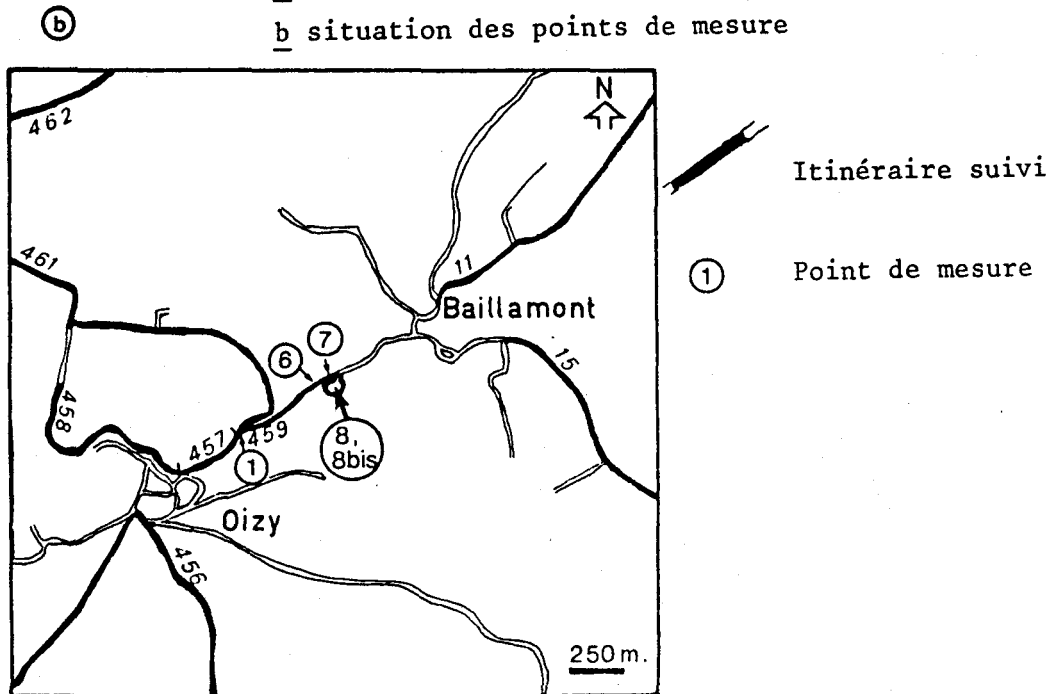 b
b situation des points de mesure
N
462
Itinéraire suivi
461
11
1
Point de mesure
Baillamont
7
6
15
458
8,
8bis
457
459
1
Oizy
456
250 m.